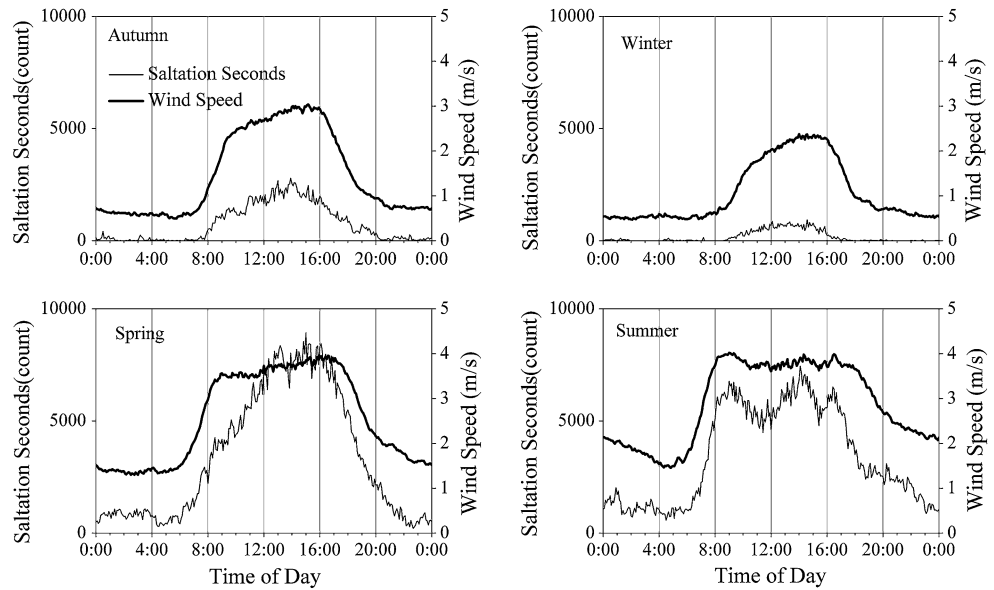 Autumn
Saltation Seconds
Wind Speed
Saltation Seconds(count)
10000
5000
0
Wind Speed (m/s)
5
4
3
2
1
0
0:00 4:00 8:00 12:00 16:00 20:00 0:00
Winter
Saltation Seconds(count)
10000
5000
0
Wind Speed (m/s)
5
4
3
2
1
0
0:00 4:00 8:00 12:00 16:00 20:00 0:00
Spring
Saltation Seconds(count)
10000
5000
0
Wind Speed (m/s)
5
4
3
2
1
0
0:00 4:00 8:00 12:00 16:00 20:00 0:00
Time of Day
Summer
Saltation Seconds(count)
10000
5000
0
Wind Speed (m/s)
5
4
3
2
1
0
0:00 4:00 8:00 12:00 16:00 20:00 0:00
Time of Day